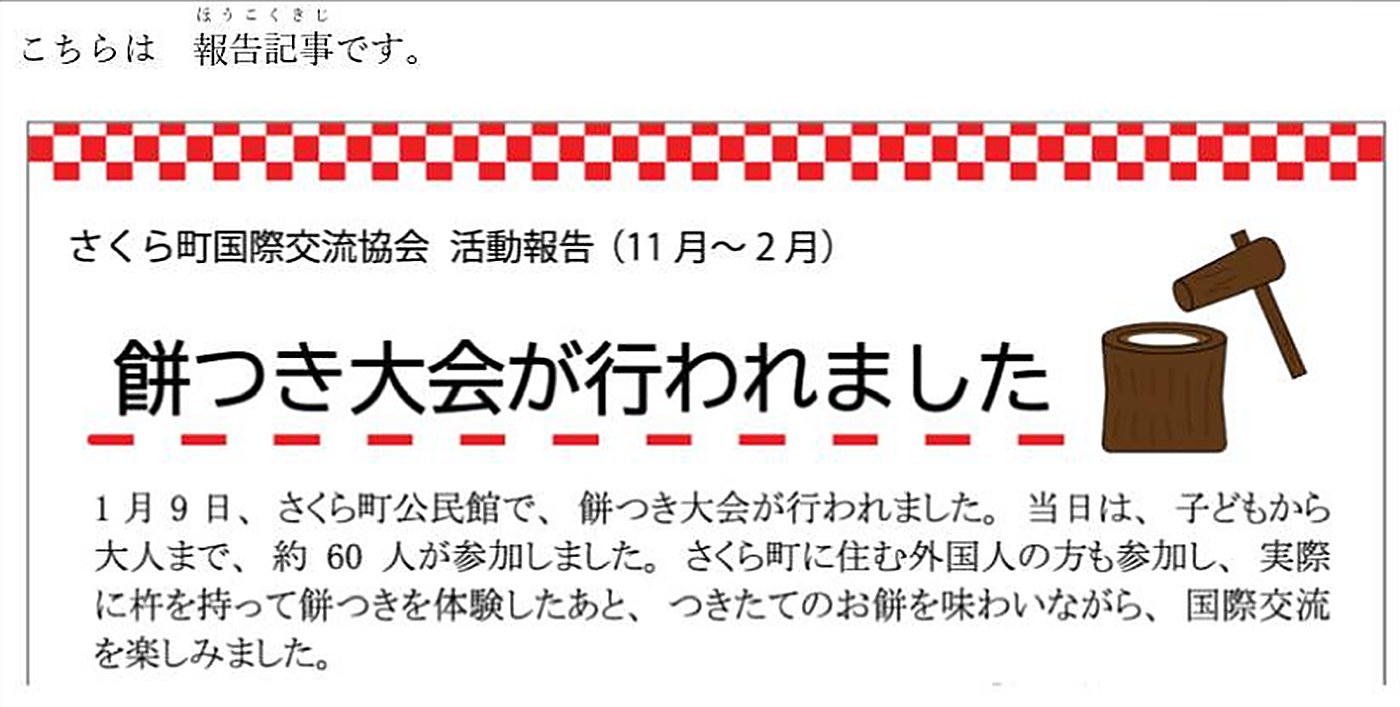 ほうこくきじ
こちらは　報告記事です。
さくら町国際交流協会 活動報告（11月～2月）
餅つき大会が行われました
1月9日、さくら町公民館で、餅つき大会が行われました。当日は、子どもから
大人まで、約60人が参加しました。さくら町に住む外国人の方も参加し、実際
に杵を持って餅つきを体験したあと、つきたてのお餅を味わいながら、国際交流
を楽しみました。